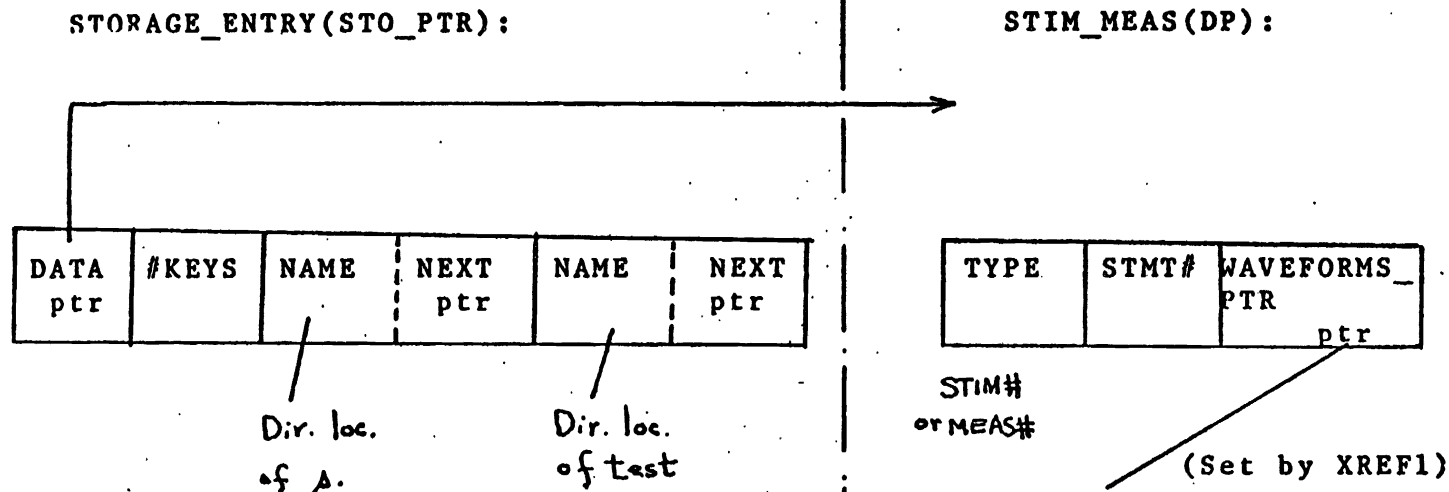 STORAGE_ENTRY(STO_PTR):
STIM_MEAS(DP):
DATA ptr
#KEYS
NAME
NEXT ptr
NAME
NEXT ptr
TYPE
STMT#
WAVEFORMS_
PTR
ptr
Dir. loc.
of s.
Dir. loc.
of test
STIM#
or MEAS#
(Set by XREF1)